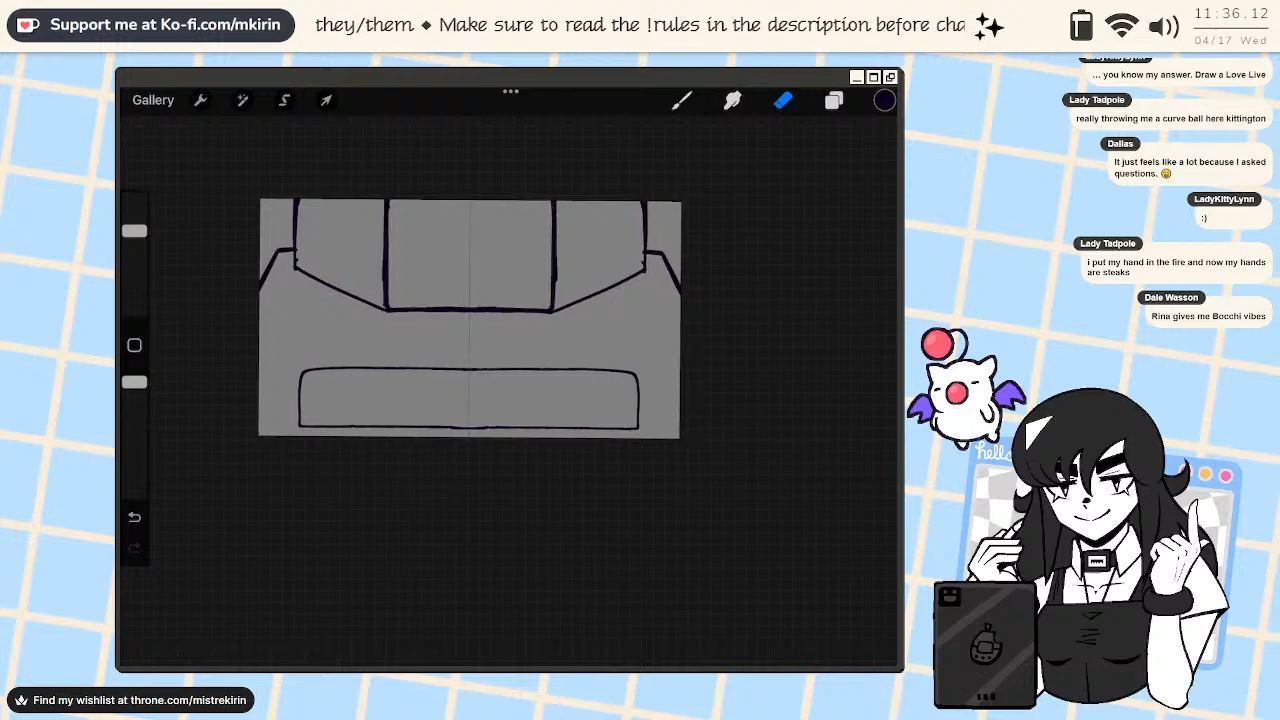 Support me at Ko-fi.com/mkirin
they/them ◆ Make sure to read the !rules in the description before cha
11:36.12
04/17 Wed
Gallery
... you know my answer. Draw a Love Live
Lady Tadpole
really throwing me a curve ball here kittington
Dallas
It just feels like a lot because I asked
questions. 😅
LadyKittyLynn
:)
Lady Tadpole
i put my hand in the fire and now my hands
are steaks
Dale Wasson
Rina gives me Bocchi vibes
hello
Find my wishlist at throne.com/mistrekirin